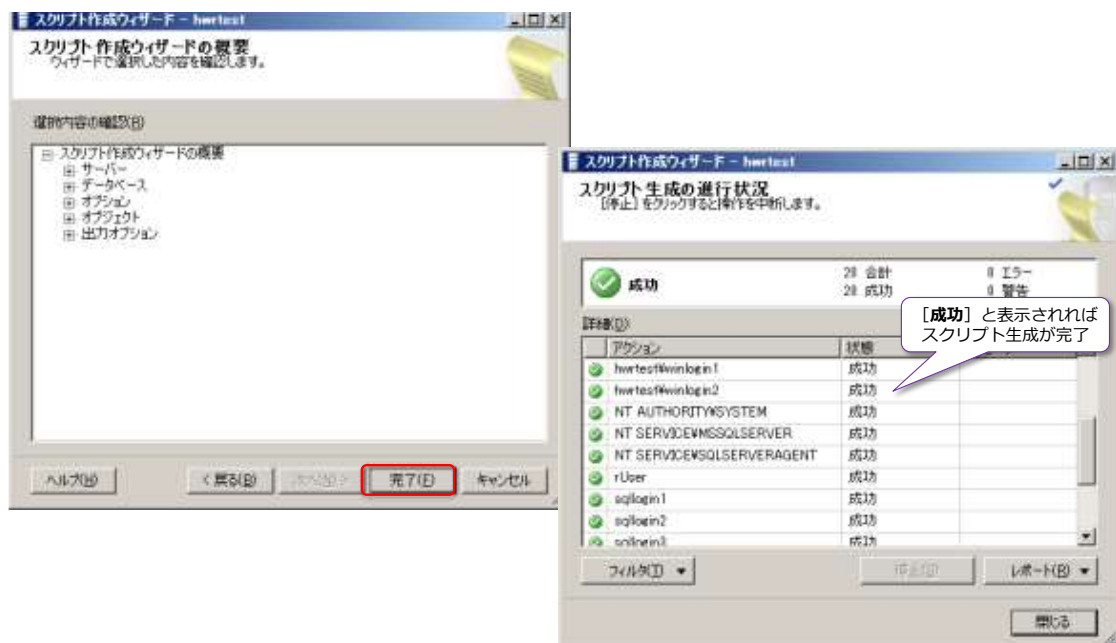 スクリプト作成ウィザード - hwrtest
スクリプト作成ウィザードの概要
ウィザードで選択した内容を確認します。
選択内容の確認(R)
スクリプト作成ウィザードの概要
サーバー
データベース
オプション
オブジェクト
出力オプション
ヘルプ(H)
< 戻る(B)
完了(F)
キャンセル
スクリプト作成ウィザード - hwrtest
スクリプト生成の進行状況
[停止] をクリックすると操作を中断します。
成功
28 合計
0 エラー
28 成功
0 警告
[成功] と表示されれば
スクリプト生成が完了
詳細(D)
アクション
状態
hwrtest¥winlogin1
成功
hwrtest¥winlogin2
成功
NT AUTHORITY¥SYSTEM
成功
NT SERVICE¥MSSQLSERVER
成功
NT SERVICE¥SQLSERVERAGENT
成功
rUser
成功
sqllogin1
成功
sqllogin2
成功
sqllogin3
成功
フィルタ(I)
レポート(R)
閉じる